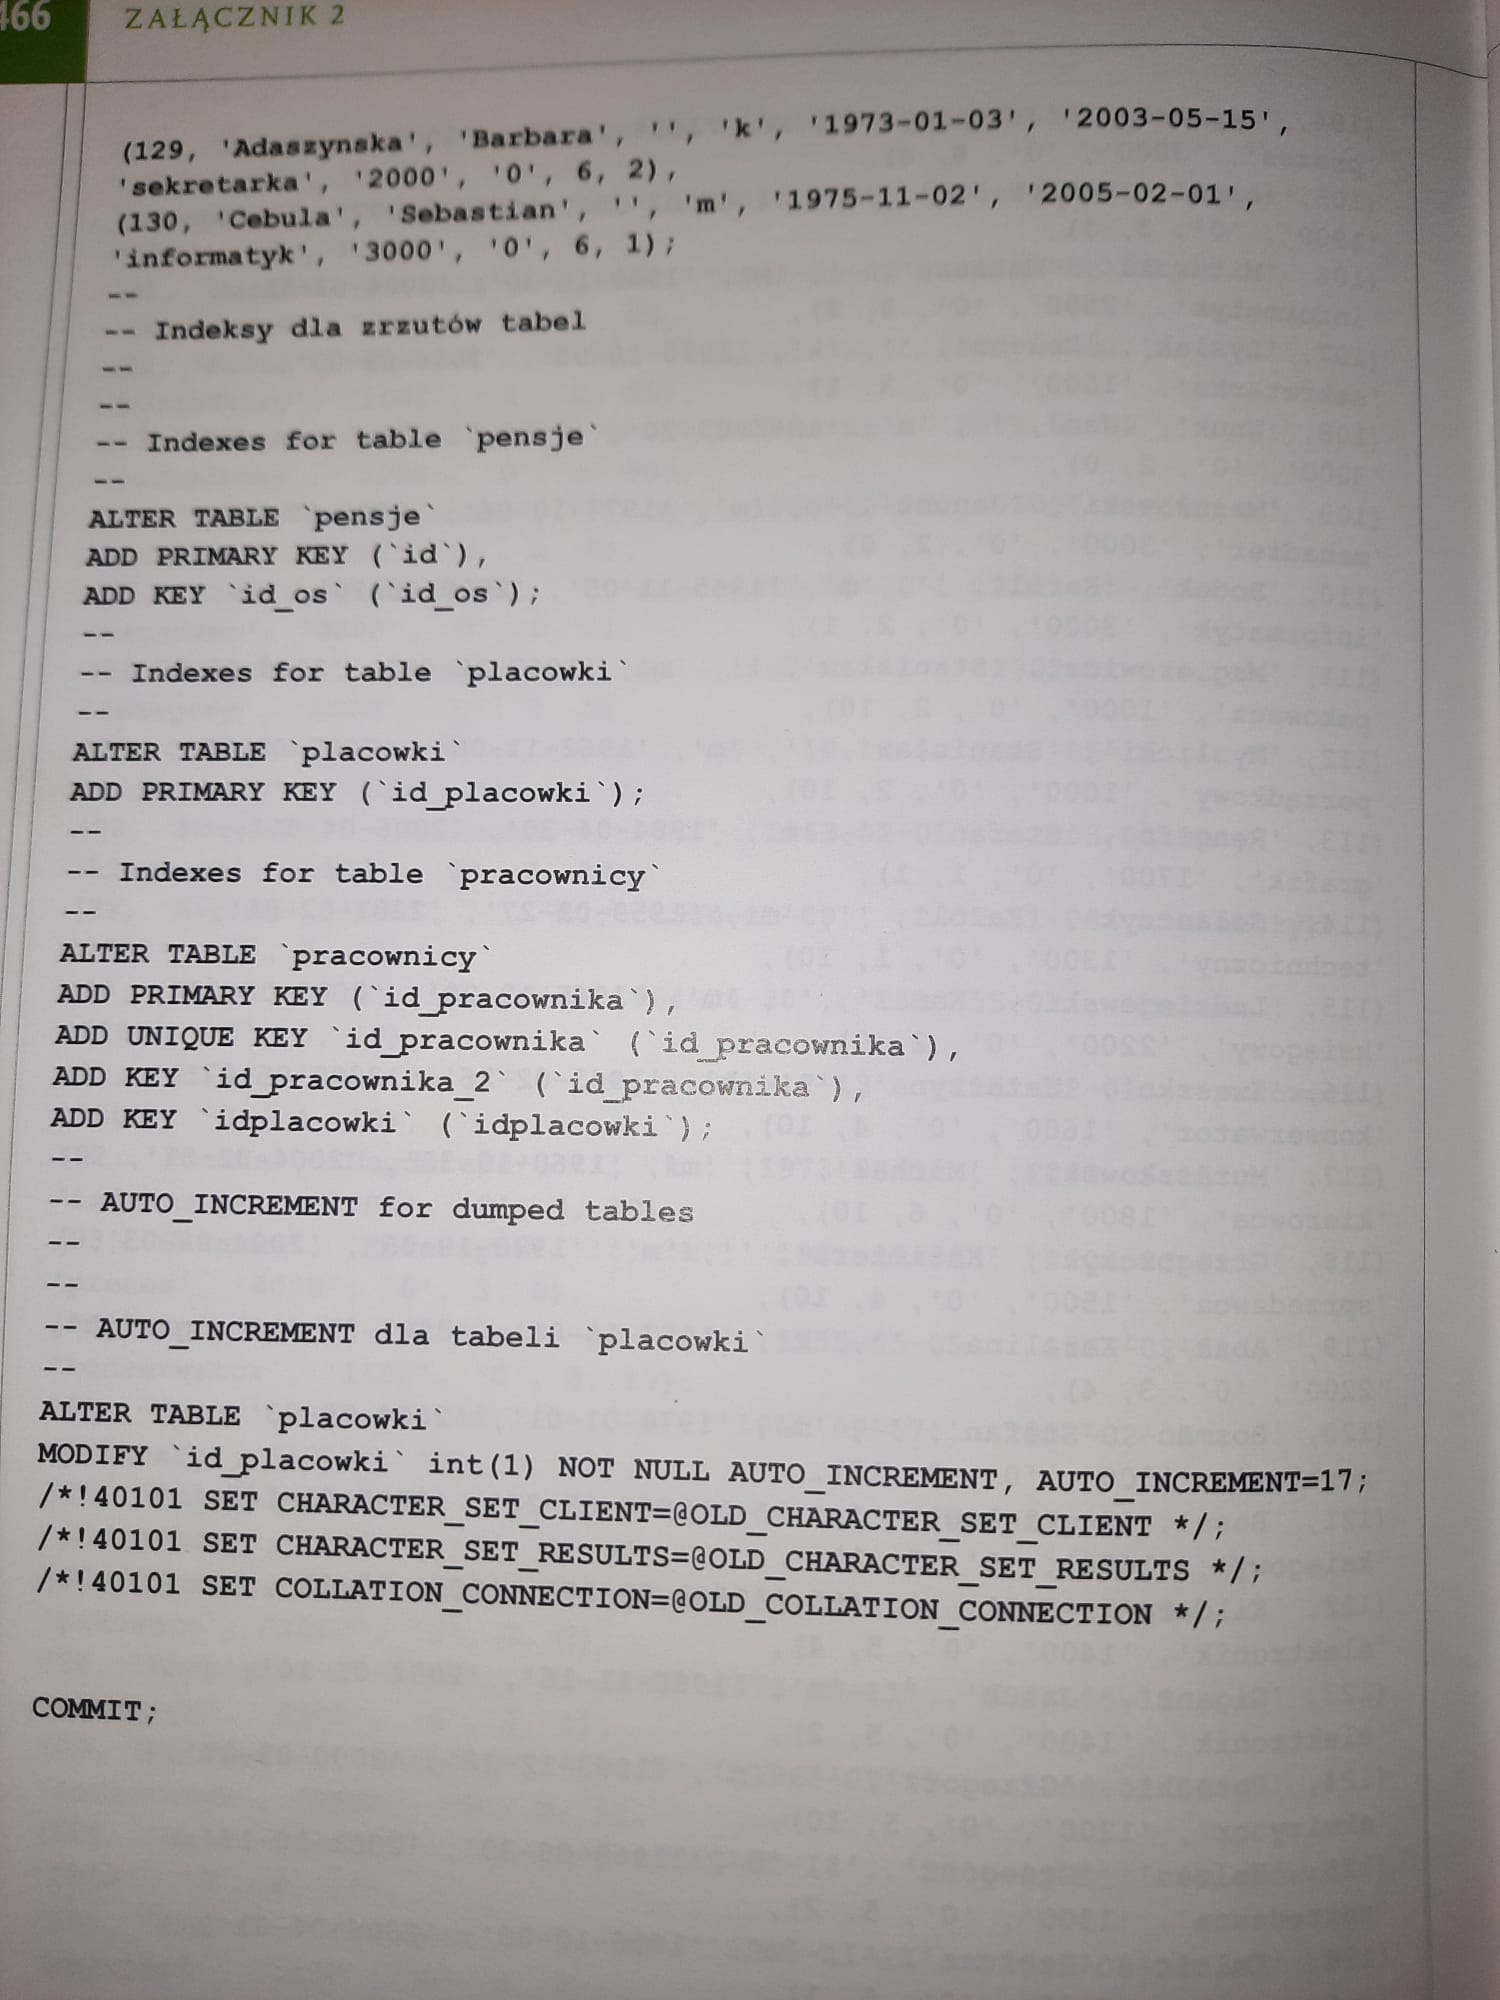 466
ZAŁĄCZNIK 2
(129, 'Adaszynska', 'Barbara', '', 'k', '1973-01-03', '2003-05-15',
'sekretarka', '2000', '0', 6, 2),
(130, 'Cebula', 'Sebastian', '', 'm', '1975-11-02', '2005-02-01',
'informatyk', '3000', '0', 6, 1);
--
-- Indeksy dla zrzutów tabel
--
--
-- Indexes for table `pensje`
--
ALTER TABLE `pensje`
ADD PRIMARY KEY (`id`),
ADD KEY `id_os` (`id_os`);
--
-- Indexes for table `placowki`
--
ALTER TABLE `placowki`
ADD PRIMARY KEY (`id_placowki`);
--
-- Indexes for table `pracownicy`
--
ALTER TABLE `pracownicy`
ADD PRIMARY KEY (`id_pracownika`),
ADD UNIQUE KEY `id_pracownika` (`id_pracownika`),
ADD KEY `id_pracownika_2` (`id_pracownika`),
ADD KEY `idplacowki` (`idplacowki`);
--
-- AUTO_INCREMENT for dumped tables
--
--
-- AUTO_INCREMENT dla tabeli `placowki`
--
ALTER TABLE `placowki`
MODIFY `id_placowki` int(1) NOT NULL AUTO_INCREMENT, AUTO_INCREMENT=17;
/*!40101 SET CHARACTER_SET_CLIENT=@OLD_CHARACTER_SET_CLIENT */;
/*!40101 SET CHARACTER_SET_RESULTS=@OLD_CHARACTER_SET_RESULTS */;
/*!40101 SET COLLATION_CONNECTION=@OLD_COLLATION_CONNECTION */;
COMMIT;